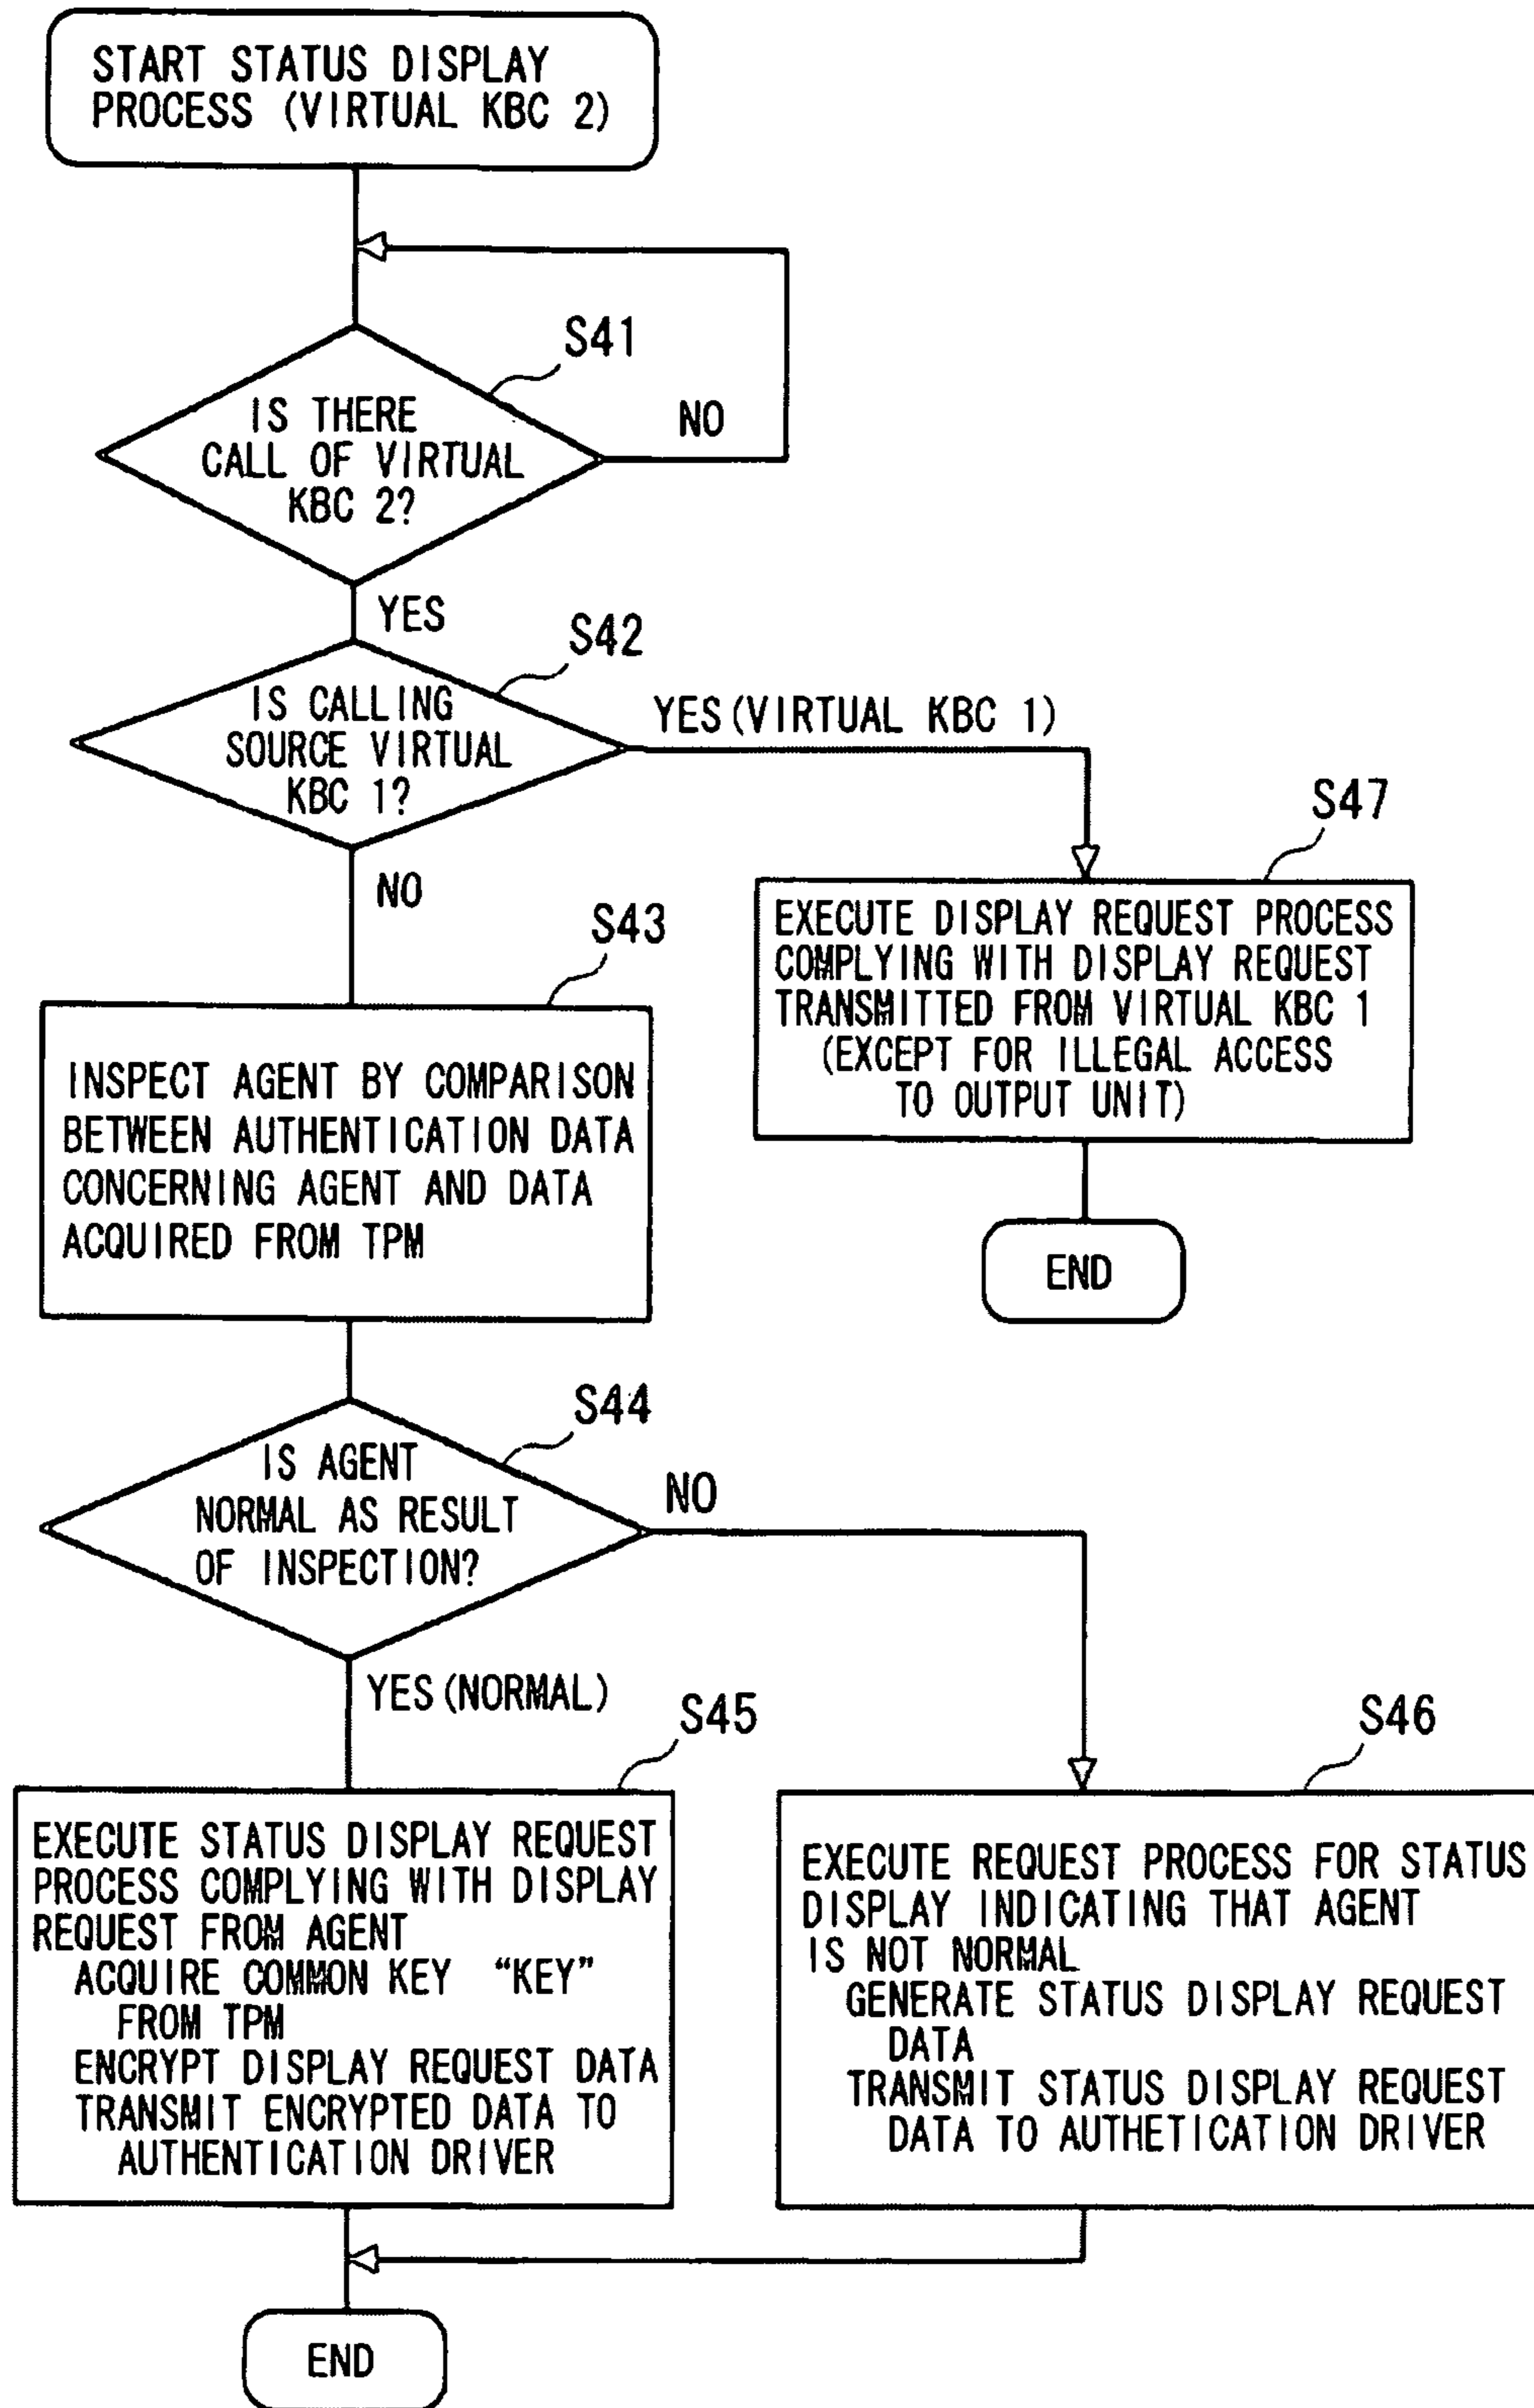 START STATUS DISPLAY
PROCESS (VIRTUAL KBC 2)
S41
IS THERE
CALL OF VIRTUAL
KBC 2?
NO
YES
S42
IS CALLING
SOURCE VIRTUAL
KBC 1?
YES (VIRTUAL KBC 1)
NO
S47
EXECUTE DISPLAY REQUEST PROCESS
COMPLYING WITH DISPLAY REQUEST
TRANSMITTED FROM VIRTUAL KBC 1
(EXCEPT FOR ILLEGAL ACCESS
TO OUTPUT UNIT)
END
S43
INSPECT AGENT BY COMPARISON
BETWEEN AUTHENTICATION DATA
CONCERNING AGENT AND DATA
ACQUIRED FROM TPM
S44
IS AGENT
NORMAL AS RESULT
OF INSPECTION?
NO
YES (NORMAL)
S45
EXECUTE STATUS DISPLAY REQUEST
PROCESS COMPLYING WITH DISPLAY
REQUEST FROM AGENT
ACQUIRE COMMON KEY “KEY”
FROM TPM
ENCRYPT DISPLAY REQUEST DATA
TRANSMIT ENCRYPTED DATA TO
AUTHENTICATION DRIVER
S46
EXECUTE REQUEST PROCESS FOR STATUS
DISPLAY INDICATING THAT AGENT
IS NOT NORMAL
GENERATE STATUS DISPLAY REQUEST
DATA
TRANSMIT STATUS DISPLAY REQUEST
DATA TO AUTHETICATION DRIVER
END